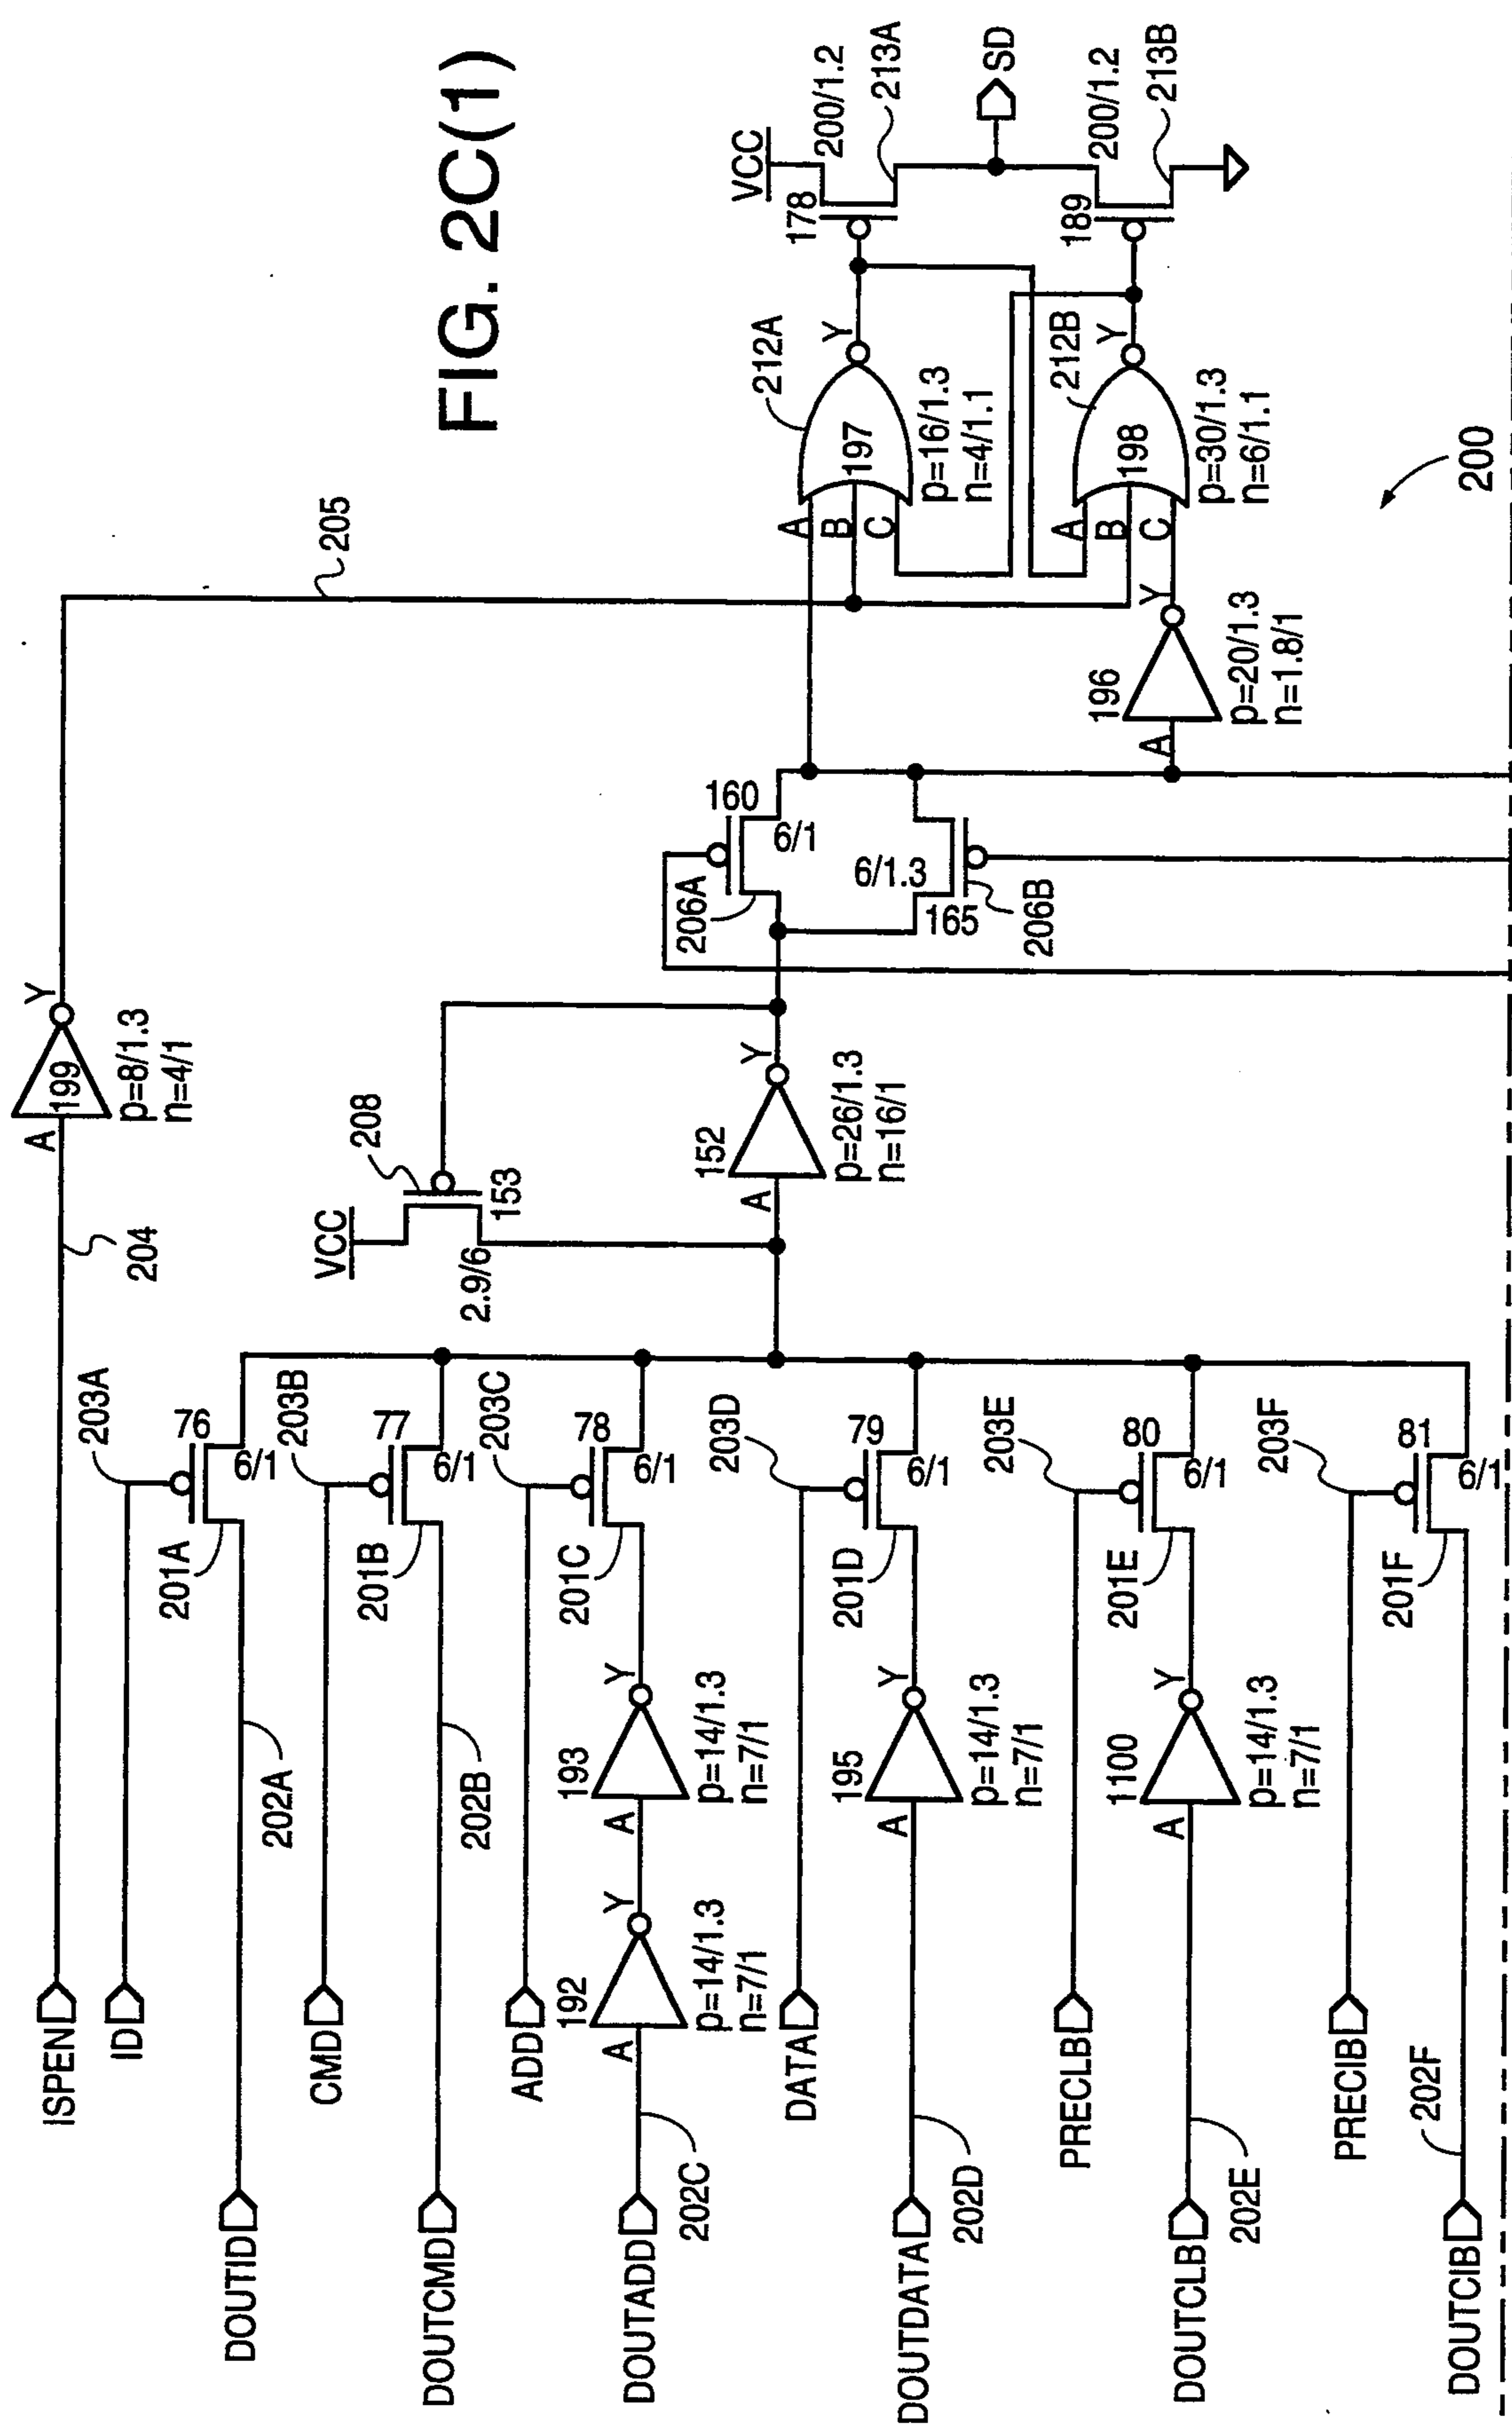 FIG. 2C(1)
ISPEN
A
199
Y
p=8/1.3
n=4/1
204
205
ID
203A
76
6/1
201A
DOUTID
202A
CMD
203B
77
6/1
201B
DOUTCMD
202B
ADD
203C
78
6/1
201C
DOUTADD
202C
A
192
Y
p=14/1.3
n=7/1
A
193
Y
p=14/1.3
n=7/1
DATA
203D
79
6/1
201D
DOUTDATA
202D
A
195
Y
p=14/1.3
n=7/1
PRECLB
203E
80
6/1
201E
DOUTCLB
202E
A
1100
Y
p=14/1.3
n=7/1
PRECIB
203F
81
6/1
201F
DOUTCIB
202F
VCC
208
153
2.9/6
A
152
Y
p=26/1.3
n=16/1
206A
160
6/1
6/1.3
165
206B
A
196
Y
p=20/1.3
n=1.8/1
A
B
C
197
Y
212A
p=16/1.3
n=4/1.1
A
B
C
198
Y
212B
p=30/1.3
n=6/1.1
VCC
178
200/1.2
213A
SD
189
200/1.2
213B
200